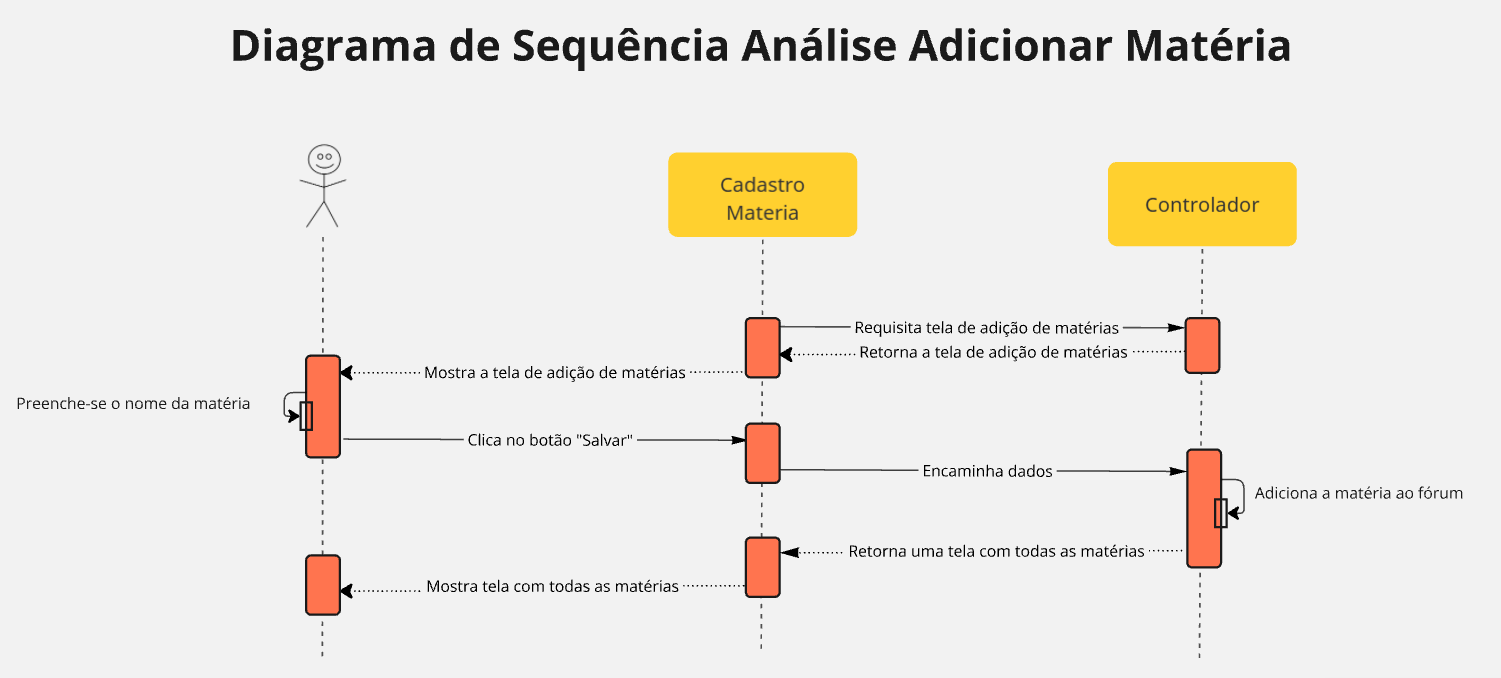 Diagrama de Sequência Análise Adicionar Matéria
Cadastro
Materia
Controlador
Requisita tela de adição de matérias
Retorna a tela de adição de matérias
Mostra a tela de adição de matérias
Preenche-se o nome da matéria
Clica no botão "Salvar"
Encaminha dados
Adiciona a matéria ao fórum
Retorna uma tela com todas as matérias
Mostra tela com todas as matérias